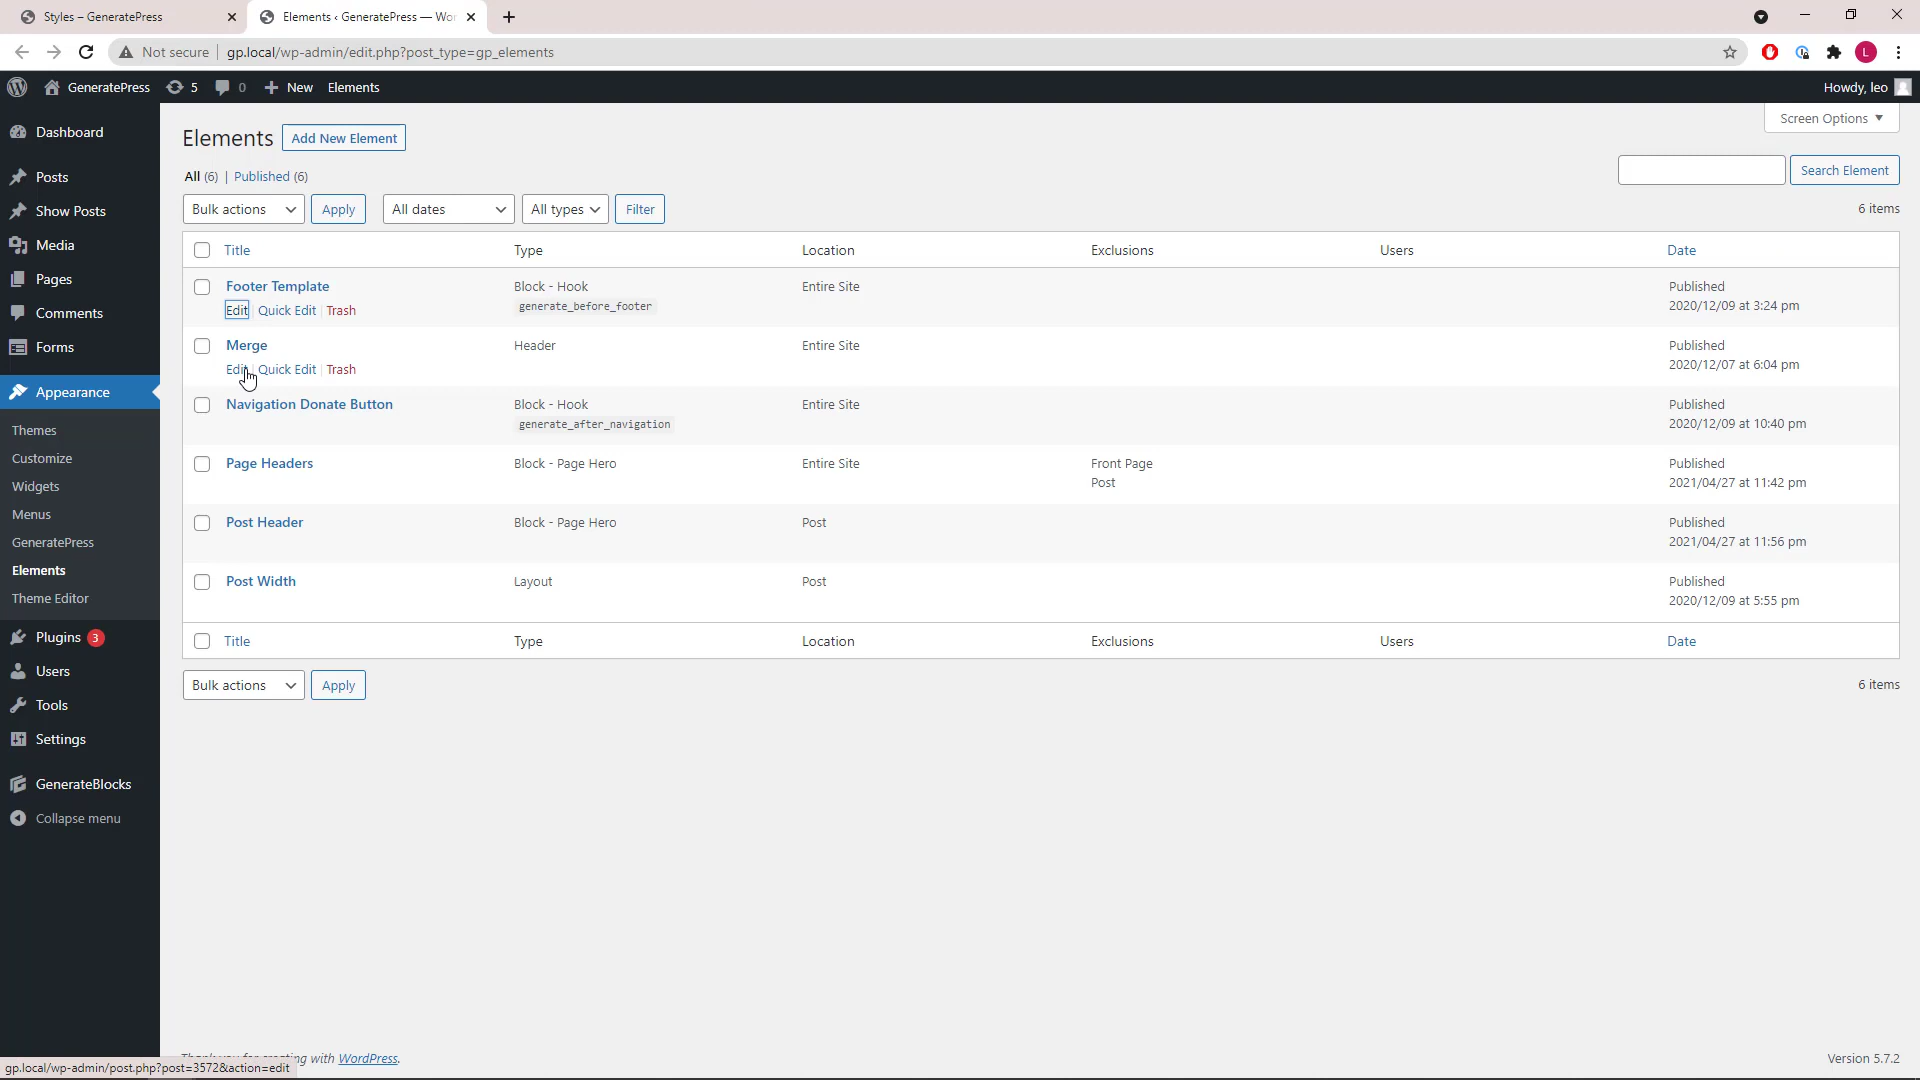 Styles – GeneratePress
Elements ‹ GeneratePress — Wor
Not secure
gp.local/wp-admin/edit.php?post_type=gp_elements
L
GeneratePress
5
0
New
Elements
Howdy, leo
Dashboard
Posts
Show Posts
Media
Pages
Comments
Forms
Appearance
Themes
Customize
Widgets
Menus
GeneratePress
Elements
Theme Editor
Plugins 3
Users
Tools
Settings
GenerateBlocks
Collapse menu
Screen Options
Elements Add New Element
All (6) | Published (6)
Search Element
Bulk actions Apply All dates All types Filter
6 items
Title Type Location Exclusions Users Date
Footer Template Block - Hook Entire Site Published
Edit | Quick Edit | Trash generate_before_footer 2020/12/09 at 3:24 pm
Merge Header Entire Site Published
Edit | Quick Edit | Trash 2020/12/07 at 6:04 pm
Navigation Donate Button Block - Hook Entire Site Published
generate_after_navigation 2020/12/09 at 10:40 pm
Page Headers Block - Page Hero Entire Site Front Page Published
Post 2021/04/27 at 11:42 pm
Post Header Block - Page Hero Post Published
2021/04/27 at 11:56 pm
Post Width Layout Post Published
2020/12/09 at 5:55 pm
Title Type Location Exclusions Users Date
Bulk actions Apply
6 items
Thank you for creating with WordPress.
Version 5.7.2
gp.local/wp-admin/post.php?post=3572&action=edit